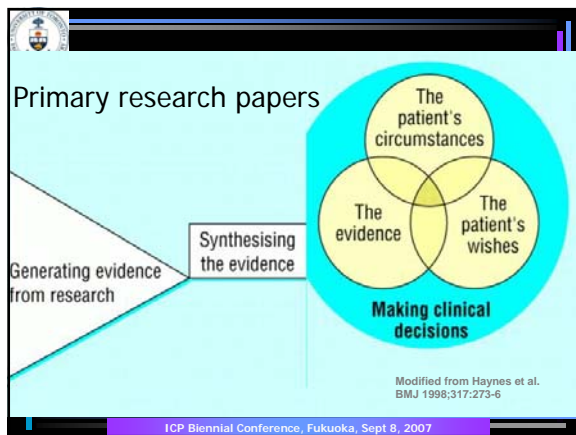 Primary research papers
Generating evidence
from research
Synthesising
the evidence
The
patient's
circumstances
The
evidence
The
patient's
wishes
Making clinical
decisions
Modified from Haynes et al.
BMJ 1998;317:273-6
ICP Biennial Conference, Fukuoka, Sept 8, 2007